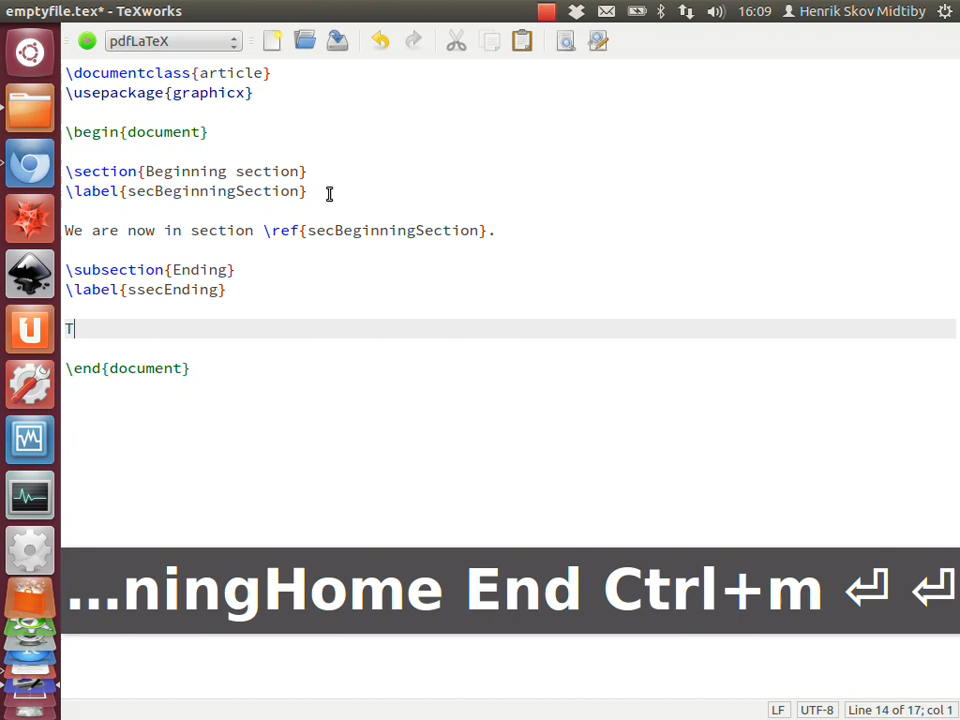 emptyfile.tex* - TeXworks
16:09
Henrik Skov Midtiby
pdfLaTeX
\documentclass{article}
\usepackage{graphicx}
\begin{document}
\section{Beginning section}
\label{secBeginningSection}
We are now in section \ref{secBeginningSection}.
\subsection{Ending}
\label{ssecEnding}
T
\end{document}
...ningHome End Ctrl+m ⏎ ⏎
LF UTF-8 Line 14 of 17; col 1